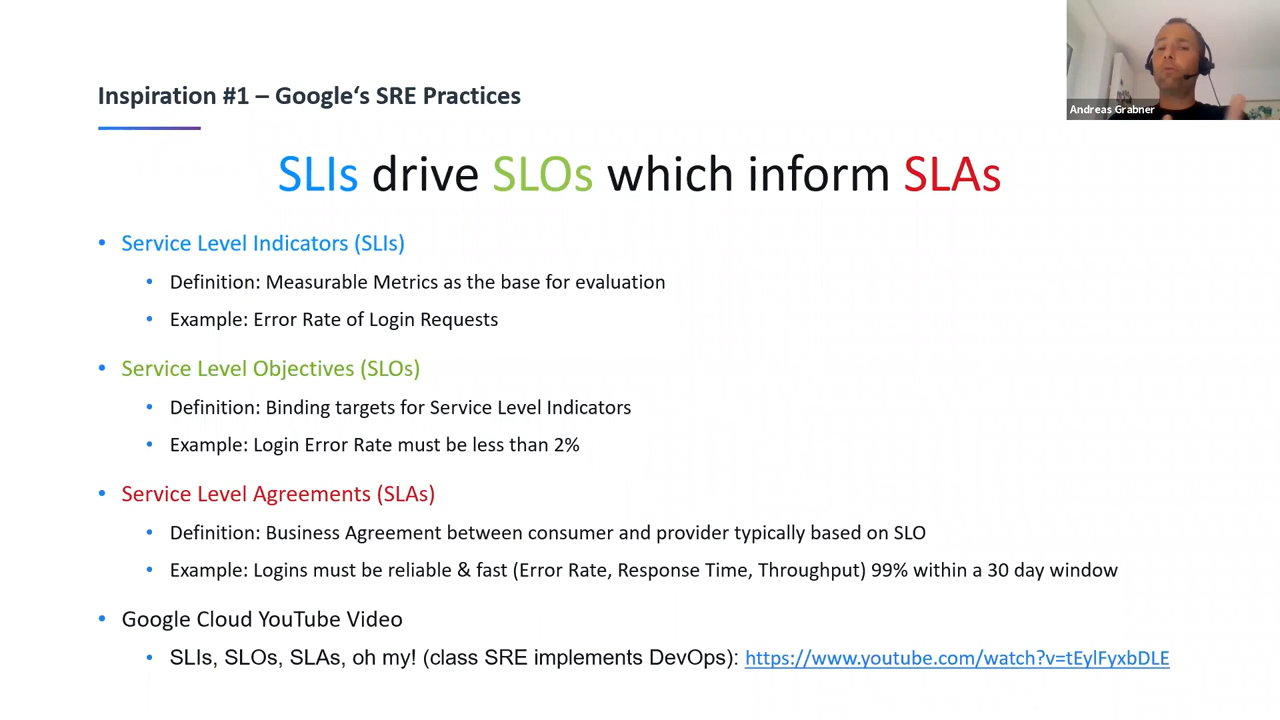 Andreas Grabner
Inspiration #1 – Google‘s SRE Practices
SLIs drive SLOs which inform SLAs
• Service Level Indicators (SLIs)
• Definition: Measurable Metrics as the base for evaluation
• Example: Error Rate of Login Requests
• Service Level Objectives (SLOs)
• Definition: Binding targets for Service Level Indicators
• Example: Login Error Rate must be less than 2%
• Service Level Agreements (SLAs)
• Definition: Business Agreement between consumer and provider typically based on SLO
• Example: Logins must be reliable & fast (Error Rate, Response Time, Throughput) 99% within a 30 day window
• Google Cloud YouTube Video
• SLIs, SLOs, SLAs, oh my! (class SRE implements DevOps): https://www.youtube.com/watch?v=tEylFyxbDLE